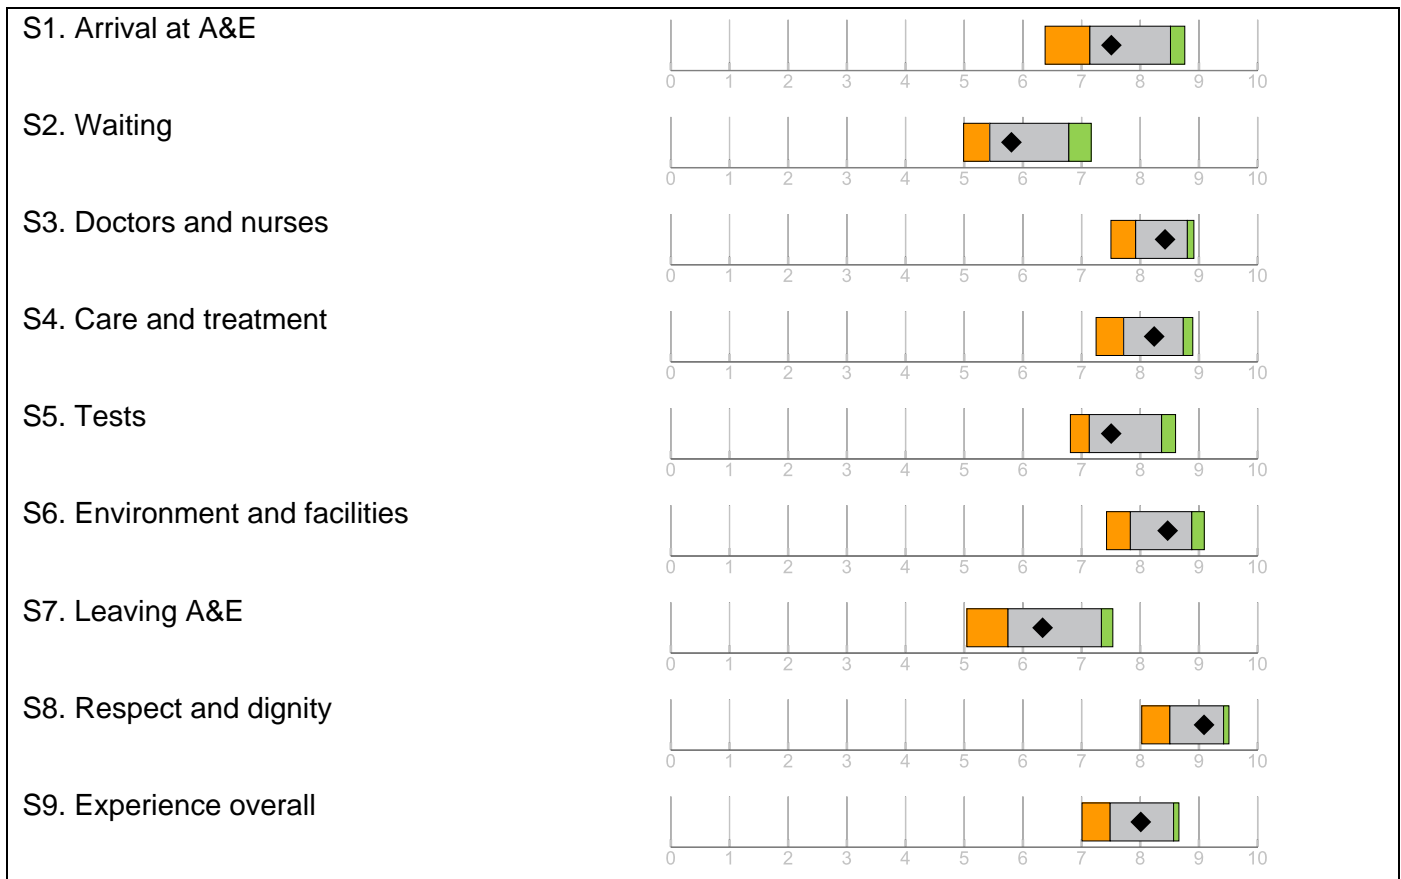 S1. Arrival at A&E
0 1 2 3 4 5 6 7 8 9 10
S2. Waiting
0 1 2 3 4 5 6 7 8 9 10
S3. Doctors and nurses
0 1 2 3 4 5 6 7 8 9 10
S4. Care and treatment
0 1 2 3 4 5 6 7 8 9 10
S5. Tests
0 1 2 3 4 5 6 7 8 9 10
S6. Environment and facilities
0 1 2 3 4 5 6 7 8 9 10
S7. Leaving A&E
0 1 2 3 4 5 6 7 8 9 10
S8. Respect and dignity
0 1 2 3 4 5 6 7 8 9 10
S9. Experience overall
0 1 2 3 4 5 6 7 8 9 10